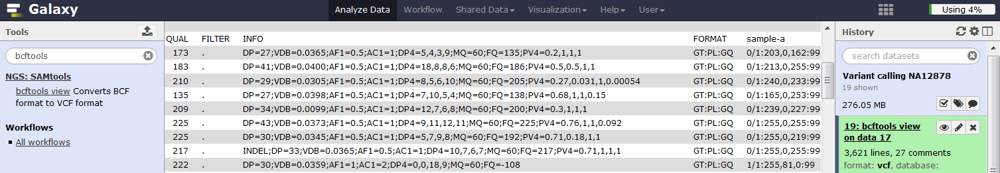 Galaxy
Analyze Data Workflow Shared Data Visualization Help User
Using 4%
Tools
bcftools
NGS: SAMtools
bcftools view Converts BCF
format to VCF format
Workflows
All workflows
QUAL FILTER INFO FORMAT sample-a
173 . DP=27;VDB=0.0365;AF1=0.5;AC1=1;DP4=5,4,3,9;MQ=60;FQ=135;PV4=0.2,1,1,1 GT:PL:GQ 0/1:203,0,162:99
183 . DP=41;VDB=0.0400;AF1=0.5;AC1=1;DP4=18,8,8,6;MQ=60;FQ=186;PV4=0.5,0.5,1,1 GT:PL:GQ 0/1:213,0,255:99
210 . DP=29;VDB=0.0305;AF1=0.5;AC1=1;DP4=8,5,6,10;MQ=60;FQ=205;PV4=0.27,0.031,1,0.00054 GT:PL:GQ 0/1:240,0,233:99
135 . DP=27;VDB=0.0398;AF1=0.5;AC1=1;DP4=7,10,5,4;MQ=60;FQ=138;PV4=0.68,1,1,0.15 GT:PL:GQ 0/1:165,0,253:99
209 . DP=34;VDB=0.0099;AF1=0.5;AC1=1;DP4=12,7,6,8;MQ=60;FQ=200;PV4=0.3,1,1,1 GT:PL:GQ 0/1:239,0,227:99
225 . DP=43;VDB=0.0373;AF1=0.5;AC1=1;DP4=9,11,12,11;MQ=60;FQ=225;PV4=0.76,1,1,0.092 GT:PL:GQ 0/1:255,0,255:99
225 . DP=30;VDB=0.0345;AF1=0.5;AC1=1;DP4=5,7,9,8;MQ=60;FQ=192;PV4=0.71,0.18,1,1 GT:PL:GQ 0/1:255,0,219:99
217 . INDEL;DP=33;VDB=0.0365;AF1=0.5;AC1=1;DP4=10,7,6,7;MQ=60;FQ=217;PV4=0.71,1,1,1 GT:PL:GQ 0/1:255,0,255:99
222 . DP=30;VDB=0.0359;AF1=1;AC1=2;DP4=0,0,18,9;MQ=60;FQ=-108 GT:PL:GQ 1/1:255,81,0:99
History
search datasets
Variant calling NA12878
19 shown
276.05 MB
19: bcftools view
on data 17
3,621 lines, 27 comments
format: vcf, database: